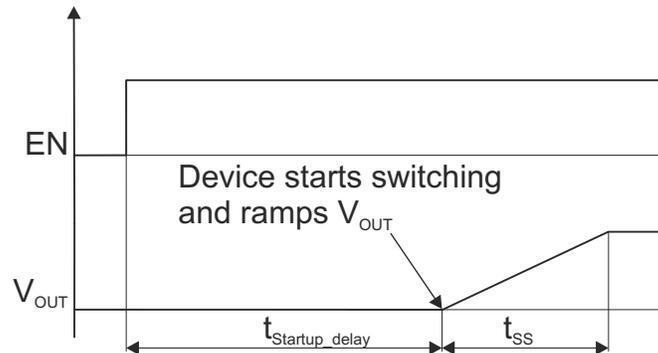 EN
Device starts switching
and ramps VOUT
VOUT
tStartup_delay
tSS